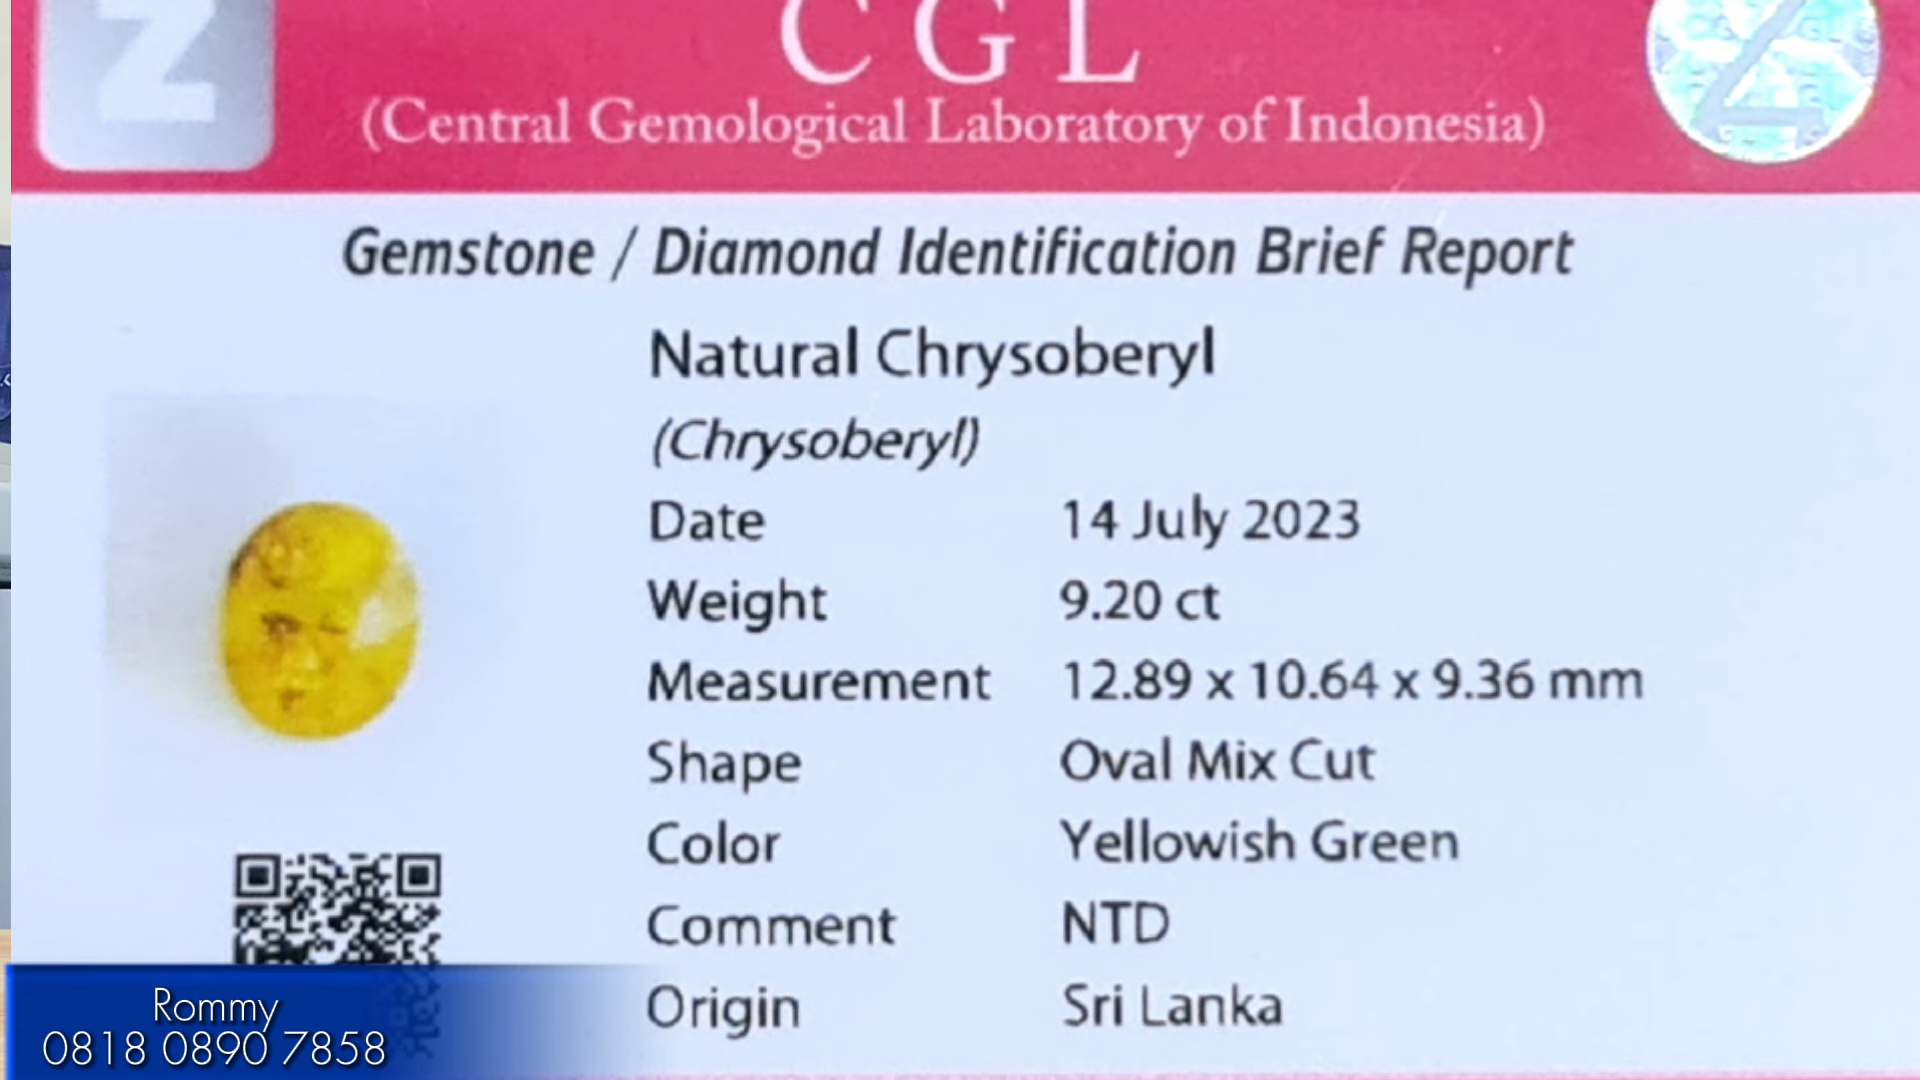 Z
CGL
(Central Gemological Laboratory of Indonesia)
Gemstone / Diamond Identification Brief Report
Natural Chrysoberyl
(Chrysoberyl)
Date 14 July 2023
Weight 9.20 ct
Measurement 12.89 x 10.64 x 9.36 mm
Shape Oval Mix Cut
Color Yellowish Green
Comment NTD
Origin Sri Lanka
Rommy
0818 0890 7858